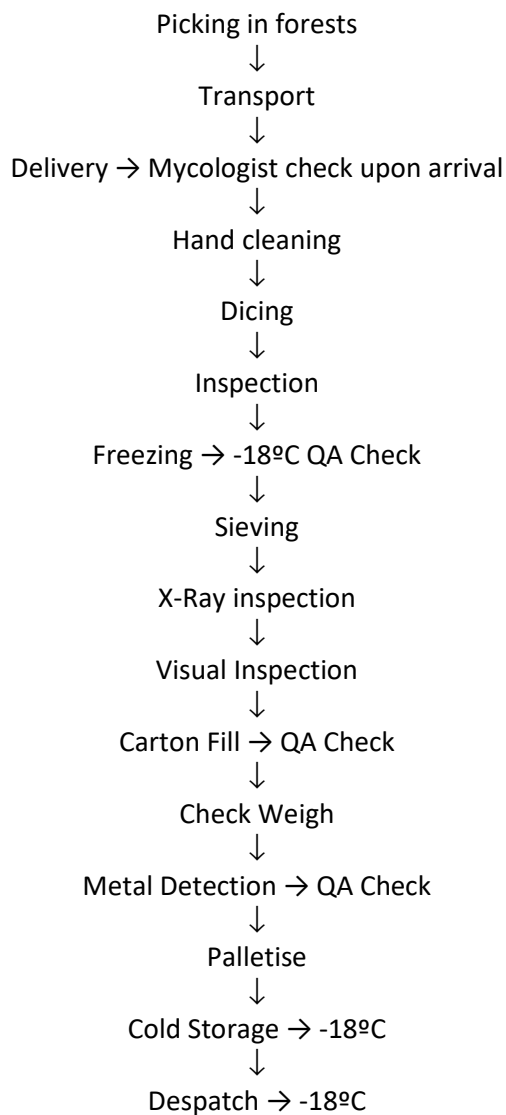 Picking in forests
↓
Transport
↓
Delivery → Mycologist check upon arrival
↓
Hand cleaning
↓
Dicing
↓
Inspection
↓
Freezing → -18ºC QA Check
↓
Sieving
↓
X-Ray inspection
↓
Visual Inspection
↓
Carton Fill → QA Check
↓
Check Weigh
↓
Metal Detection → QA Check
↓
Palletise
↓
Cold Storage → -18ºC
↓
Despatch → -18ºC